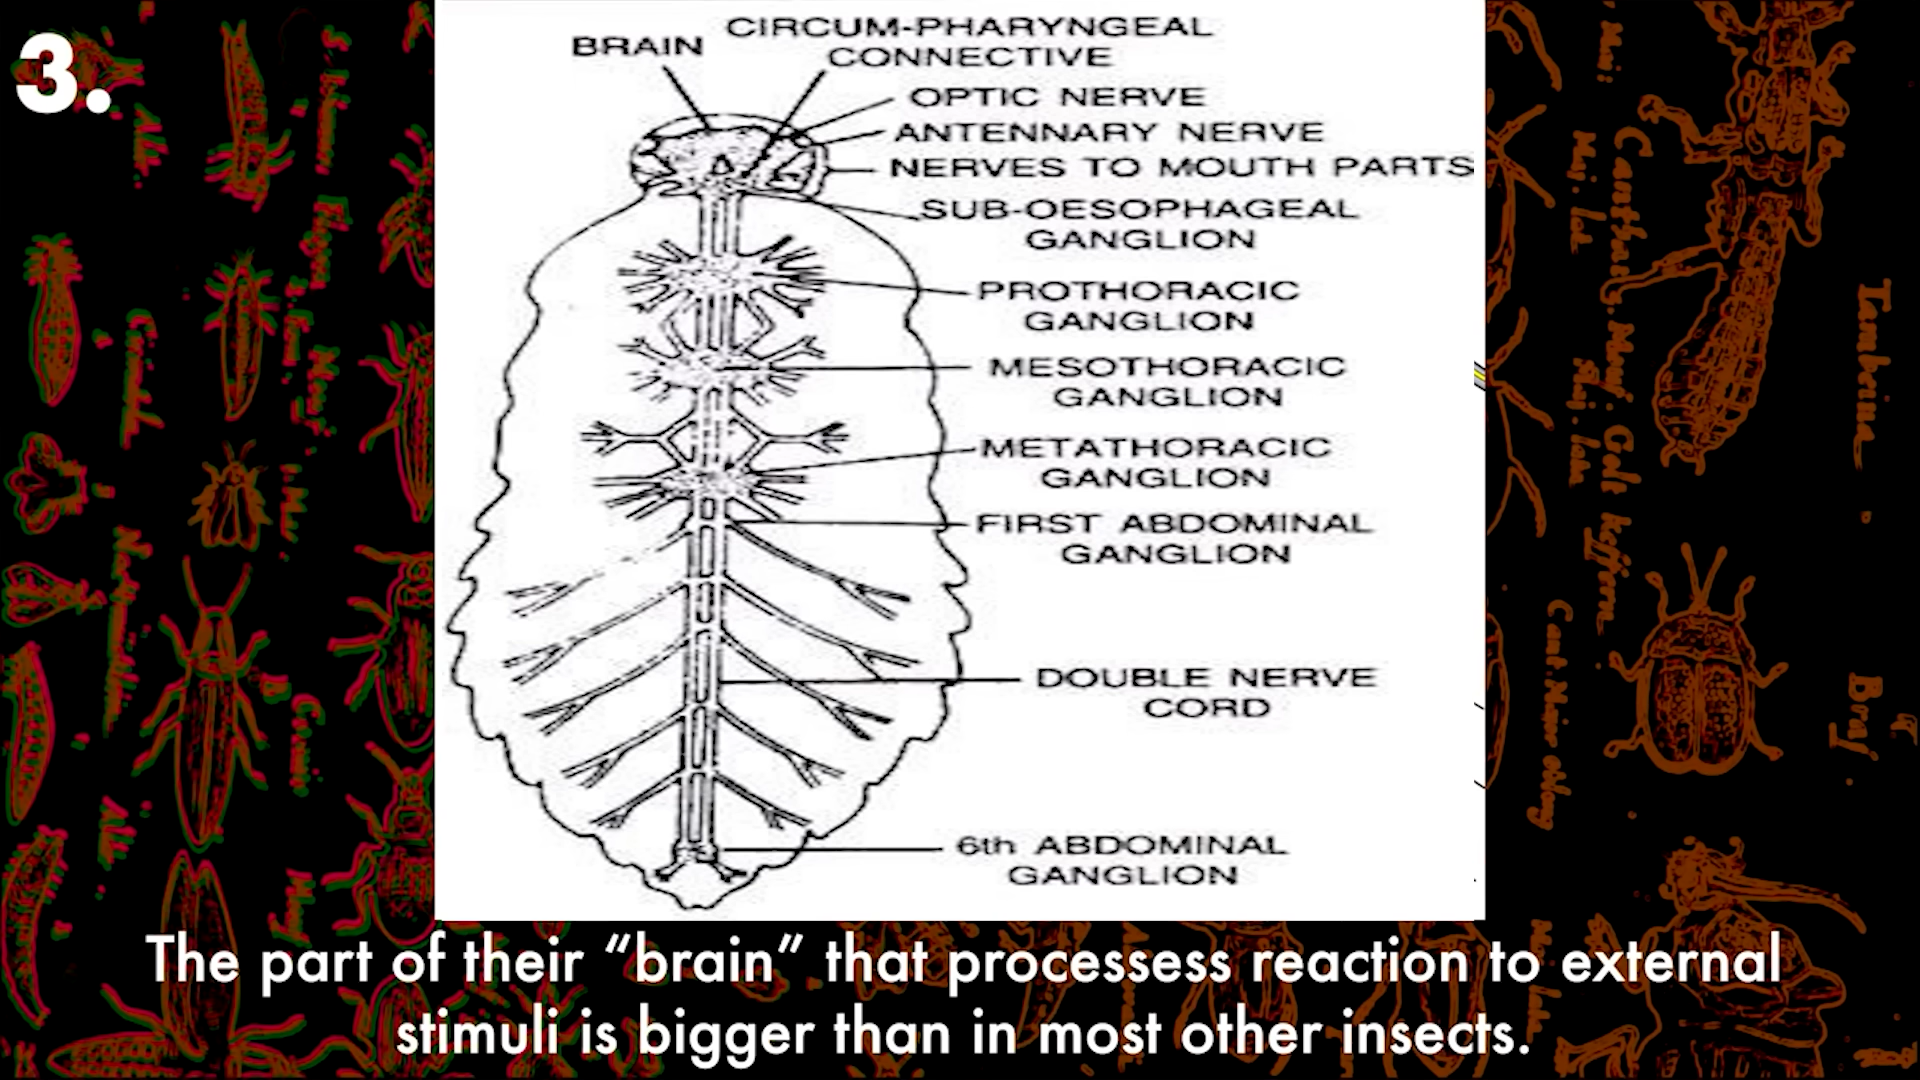 3.
BRAIN
CIRCUM-PHARYNGEAL
CONNECTIVE
OPTIC NERVE
ANTENNARY NERVE
NERVES TO MOUTH PARTS
SUB-OESOPHAGEAL
GANGLION
PROTHORACIC
GANGLION
MESOTHORACIC
GANGLION
METATHORACIC
GANGLION
FIRST ABDOMINAL
GANGLION
DOUBLE NERVE
CORD
6th ABDOMINAL
GANGLION
The part of their “brain” that processess reaction to external
stimuli is bigger than in most other insects.